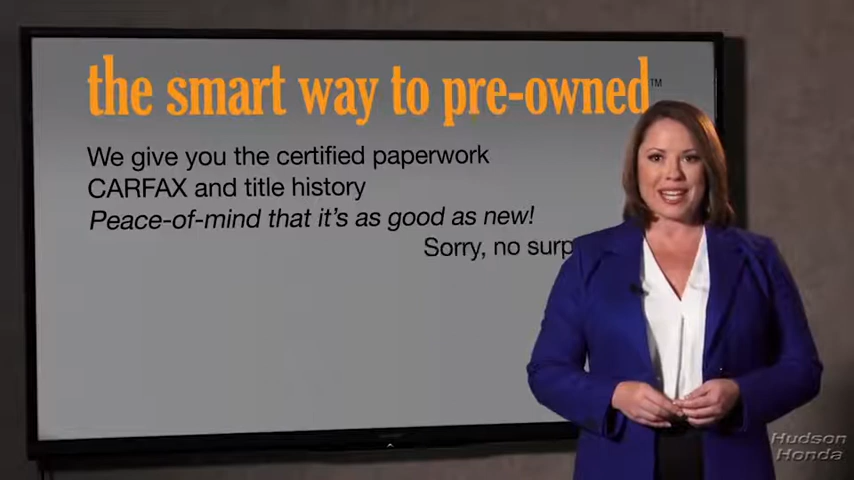 the smart way to pre-owned™
We give you the certified paperwork
CARFAX and title history
Peace-of-mind that it's as good as new!
Sorry, no surp
Hudson
Honda